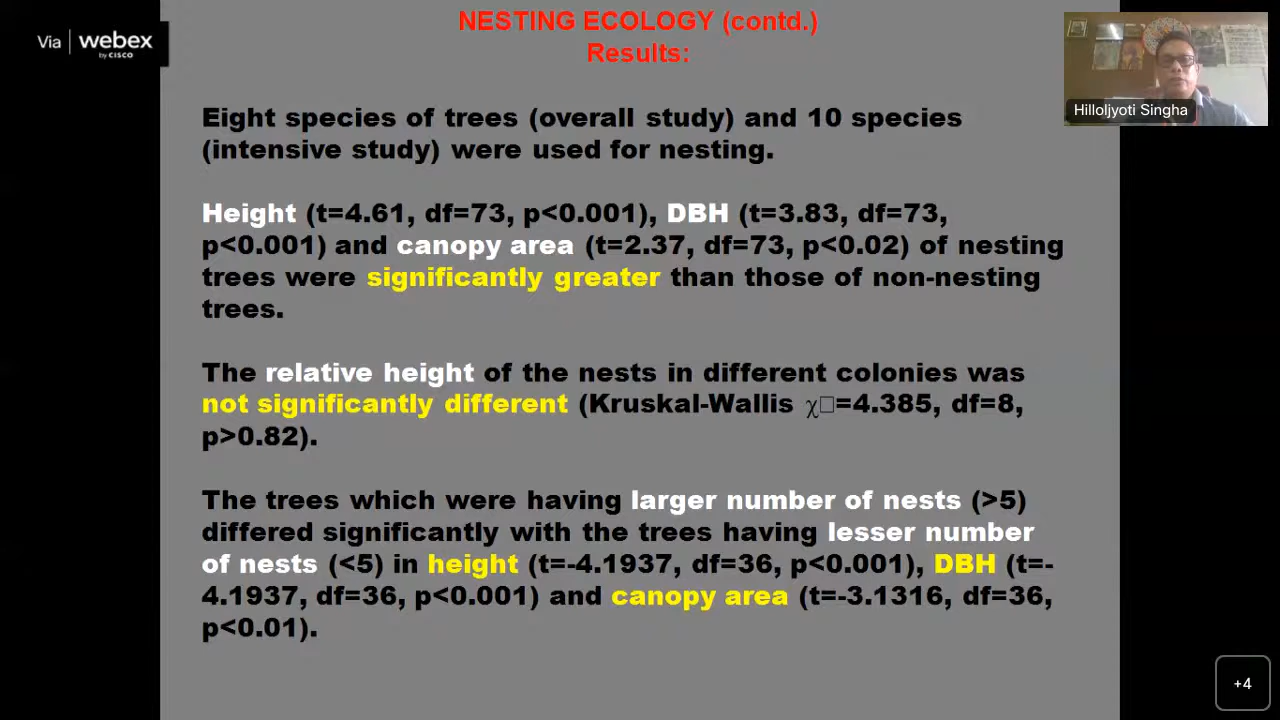 NESTING ECOLOGY (contd.)
Results:
Via | webex
by CISCO
Hilloljyoti Singha
Eight species of trees (overall study) and 10 species
(intensive study) were used for nesting.
Height (t=4.61, df=73, p<0.001), DBH (t=3.83, df=73,
p<0.001) and canopy area (t=2.37, df=73, p<0.02) of nesting
trees were significantly greater than those of non-nesting
trees.
The relative height of the nests in different colonies was
not significantly different (Kruskal-Wallis χ□=4.385, df=8,
p>0.82).
The trees which were having larger number of nests (>5)
differed significantly with the trees having lesser number
of nests (<5) in height (t=-4.1937, df=36, p<0.001), DBH (t=-
4.1937, df=36, p<0.001) and canopy area (t=-3.1316, df=36,
p<0.01).
+4